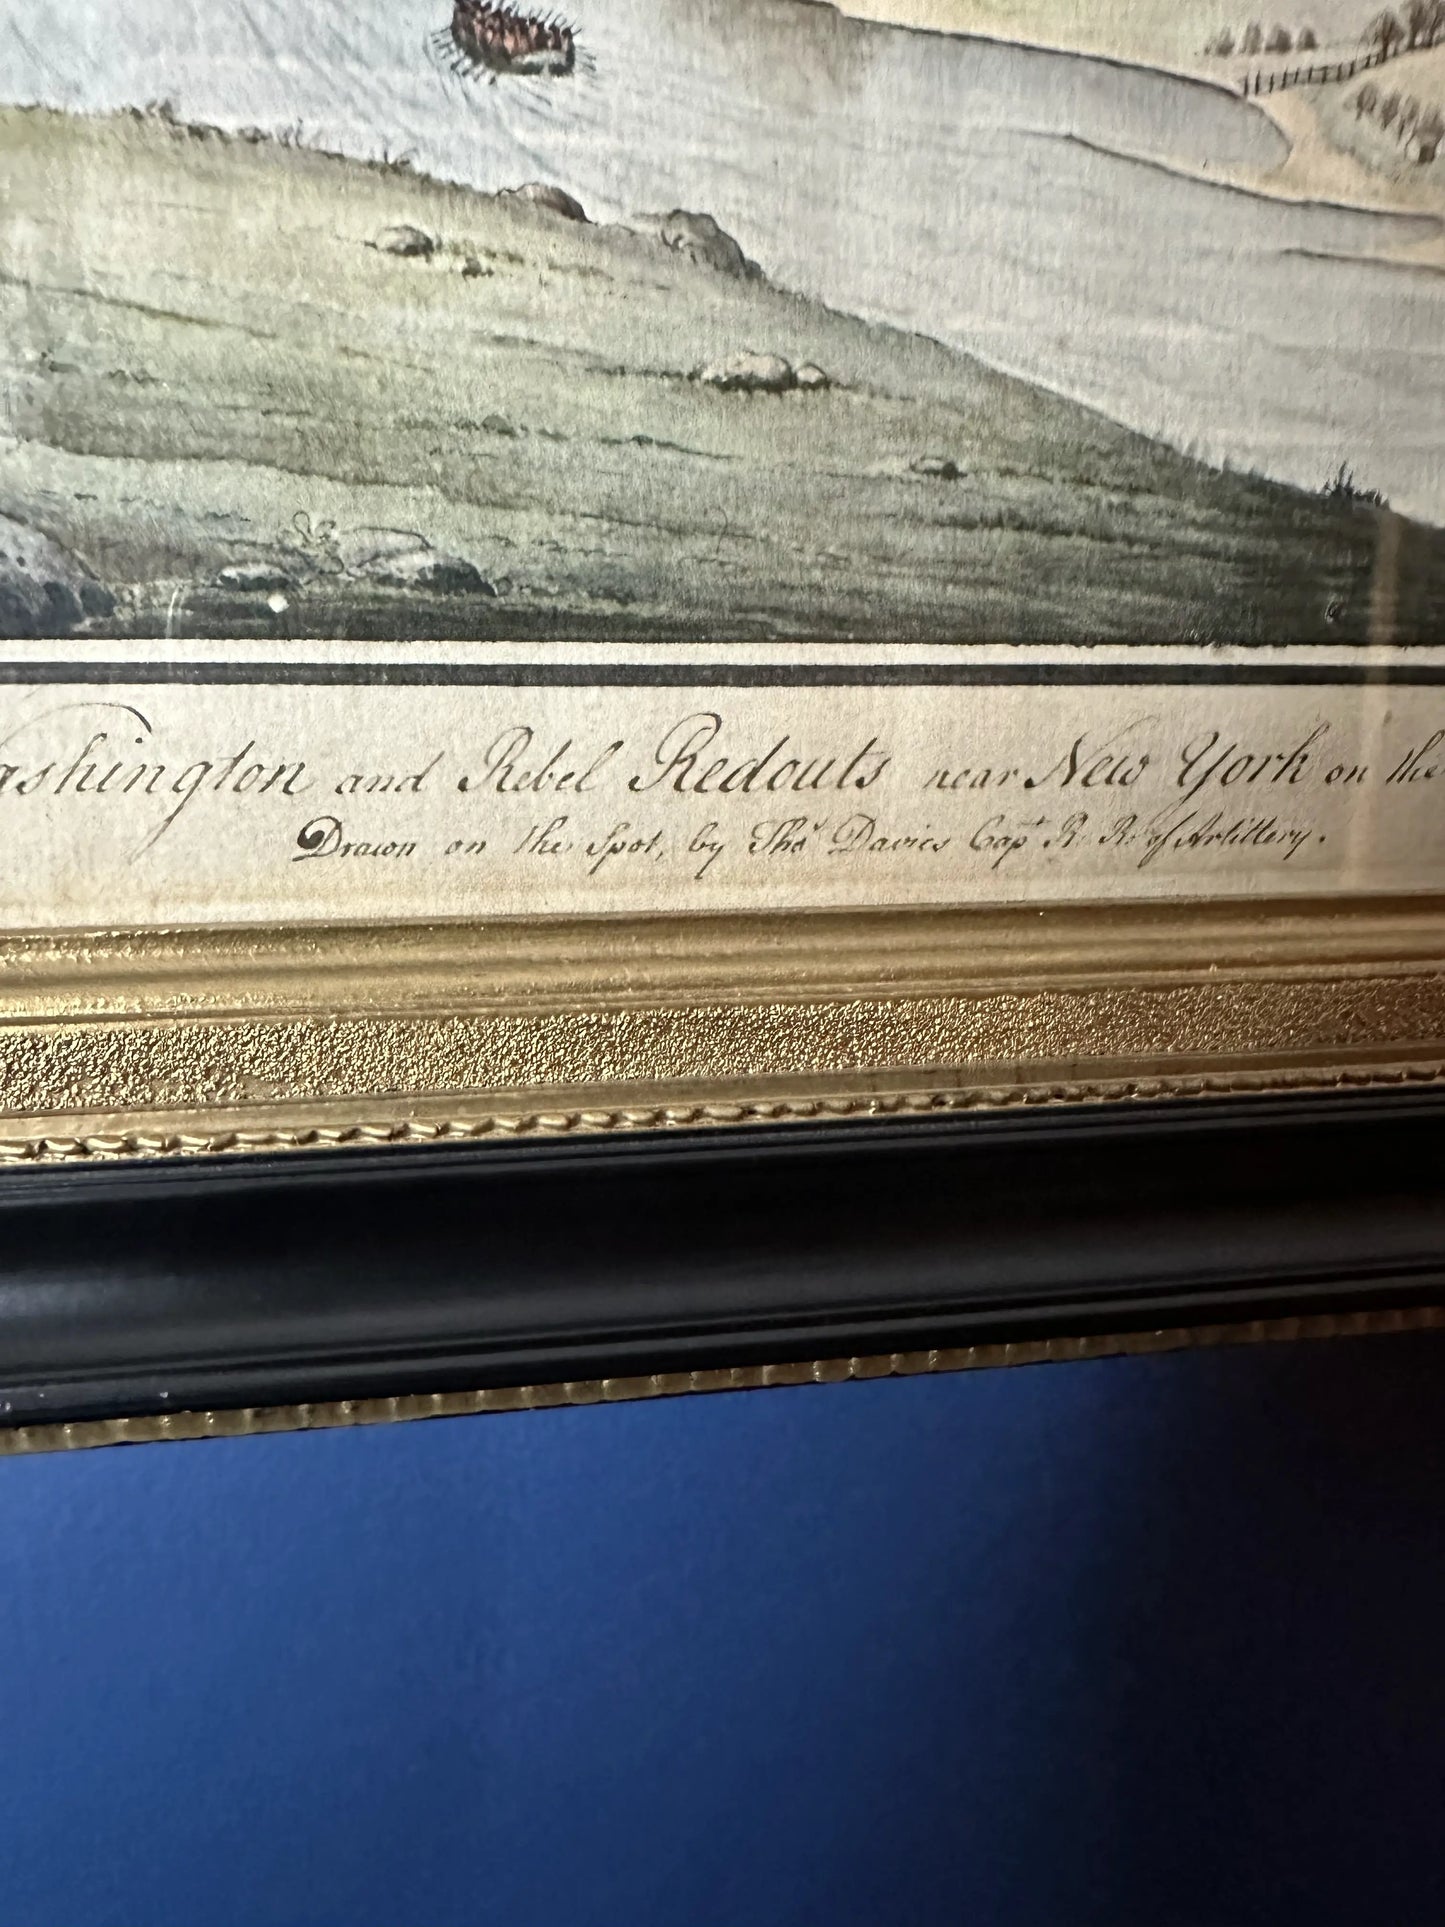 ashington and Rebel Redouts near New York on the
Drawn on the Spot, by Thoˢ Davies Capᵗ R. R. of Artillery.